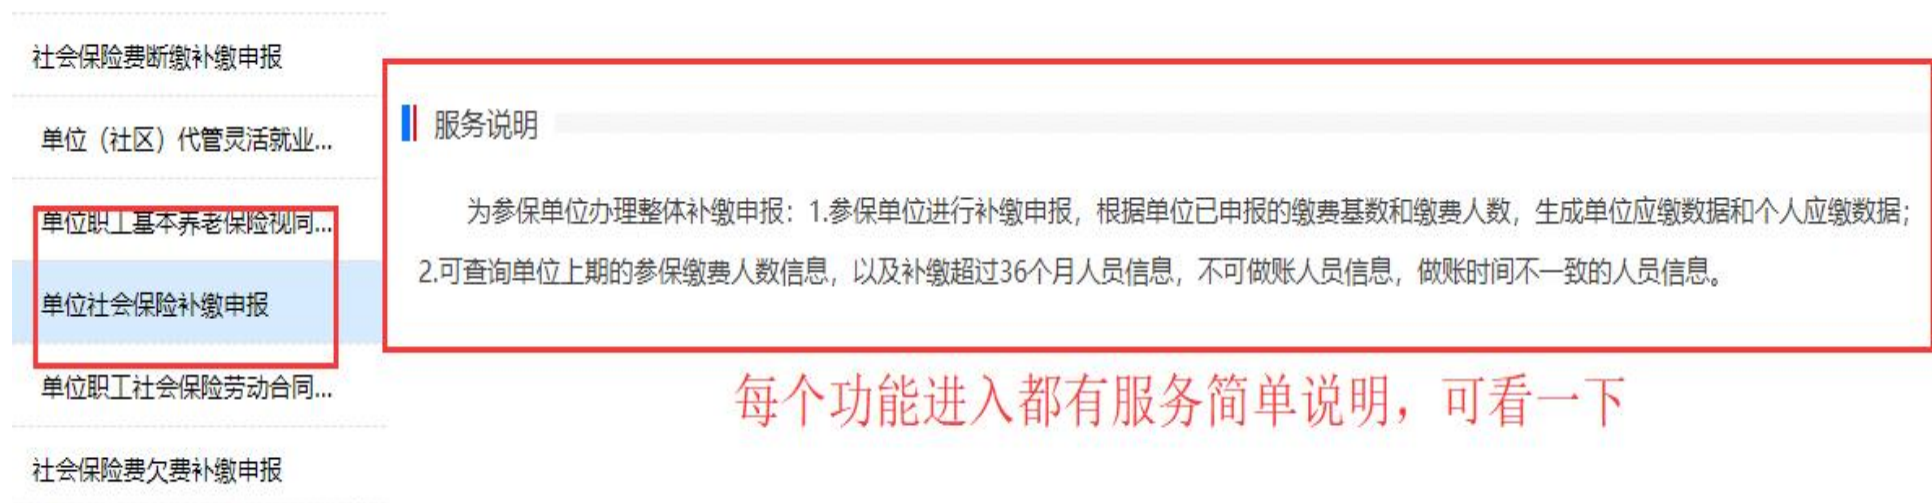 社会保险费断缴补缴申报
单位（社区）代管灵活就业...
单位职工基本养老保险视同...
单位社会保险补缴申报
单位职工社会保险劳动合同...
社会保险费欠费补缴申报
服务说明
为参保单位办理整体补缴申报：1.参保单位进行补缴申报，根据单位已申报的缴费基数和缴费人数，生成单位应缴数据和个人应缴数据；
2.可查询单位上期的参保缴费人数信息，以及补缴超过36个月人员信息，不可做账人员信息，做账时间不一致的人员信息。
每个功能进入都有服务简单说明，可看一下